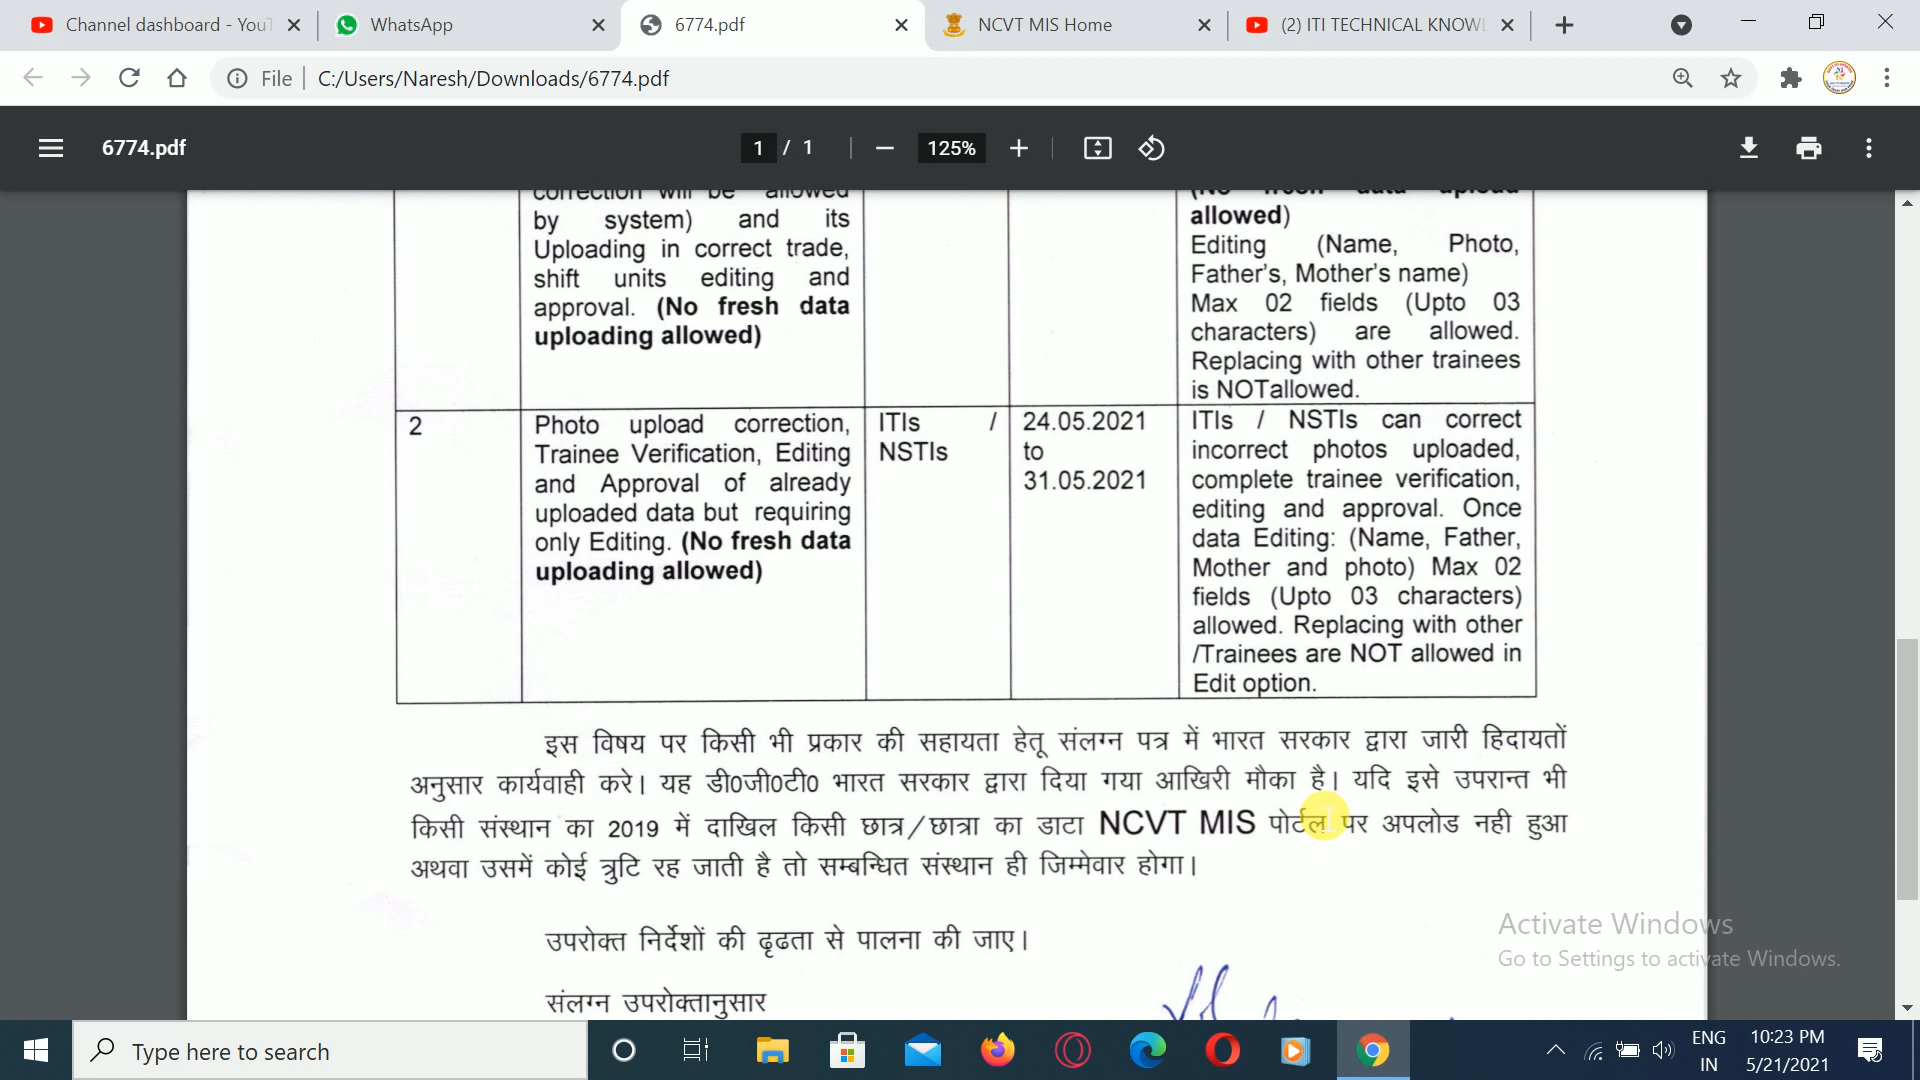 Channel dashboard - YouT
WhatsApp
6774.pdf
NCVT MIS Home
(2) ITI TECHNICAL KNOWL
File
C:/Users/Naresh/Downloads/6774.pdf
6774.pdf
1 / 1
125%
correction will be allowed
by system) and its
Uploading in correct trade,
shift units editing and
approval. (No fresh data
uploading allowed)
(No fresh data upload
allowed)
Editing (Name, Photo,
Father's, Mother's name)
Max 02 fields (Upto 03
characters) are allowed.
Replacing with other trainees
is NOTallowed.
2
Photo upload correction,
Trainee Verification, Editing
and Approval of already
uploaded data but requiring
only Editing. (No fresh data
uploading allowed)
ITIs /
NSTIs
24.05.2021
to
31.05.2021
ITIs / NSTIs can correct
incorrect photos uploaded,
complete trainee verification,
editing and approval. Once
data Editing: (Name, Father,
Mother and photo) Max 02
fields (Upto 03 characters)
allowed. Replacing with other
/Trainees are NOT allowed in
Edit option.
इस विषय पर किसी भी प्रकार की सहायता हेतू संलग्न पत्र में भारत सरकार द्वारा जारी हिदायतों
अनुसार कार्यवाही करे। यह डी0जी0टी0 भारत सरकार द्वारा दिया गया आखिरी मौका है। यदि इसे उपरान्त भी
किसी संस्थान का 2019 में दाखिल किसी छात्र/छात्रा का डाटा NCVT MIS पोर्टल पर अपलोड नही हुआ
अथवा उसमें कोई त्रुटि रह जाती है तो सम्बन्धित संस्थान ही जिम्मेवार होगा।
उपरोक्त निर्देशों की दृढता से पालना की जाए।
संलग्न उपरोक्तानुसार
Activate Windows
Go to Settings to activate Windows.
Type here to search
ENG
IN
10:23 PM
5/21/2021